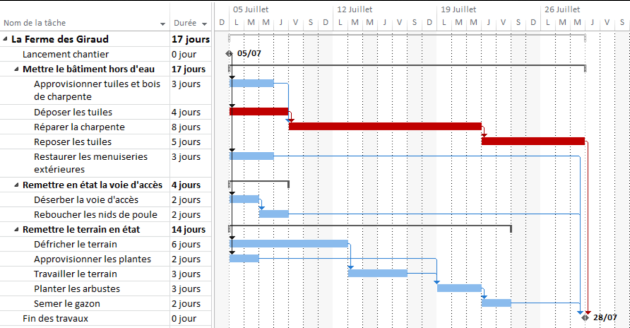 05 Juillet 12 Juillet 19 Juillet 26 Juillet
Nom de la tâche Durée D L M M J V S D L M M J V S D L M M J V S D L M M J V S D
La Ferme des Giraud 17 jours
Lancement chantier 0 jour 05/07
Mettre le bâtiment hors d'eau 17 jours
Approvisionner tuiles et bois 3 jours
de charpente
Déposer les tuiles 4 jours
Réparer la charpente 8 jours
Reposer les tuiles 5 jours
Restaurer les menuiseries 3 jours
extérieures
Remettre en état la voie d'accès 4 jours
Déserber la voie d'accès 2 jours
Reboucher les nids de poule 2 jours
Remettre le terrain en état 14 jours
Défricher le terrain 6 jours
Approvisionner les plantes 2 jours
Travailler le terrain 3 jours
Planter les arbustes 3 jours
Semer le gazon 2 jours
Fin des travaux 0 jour 28/07